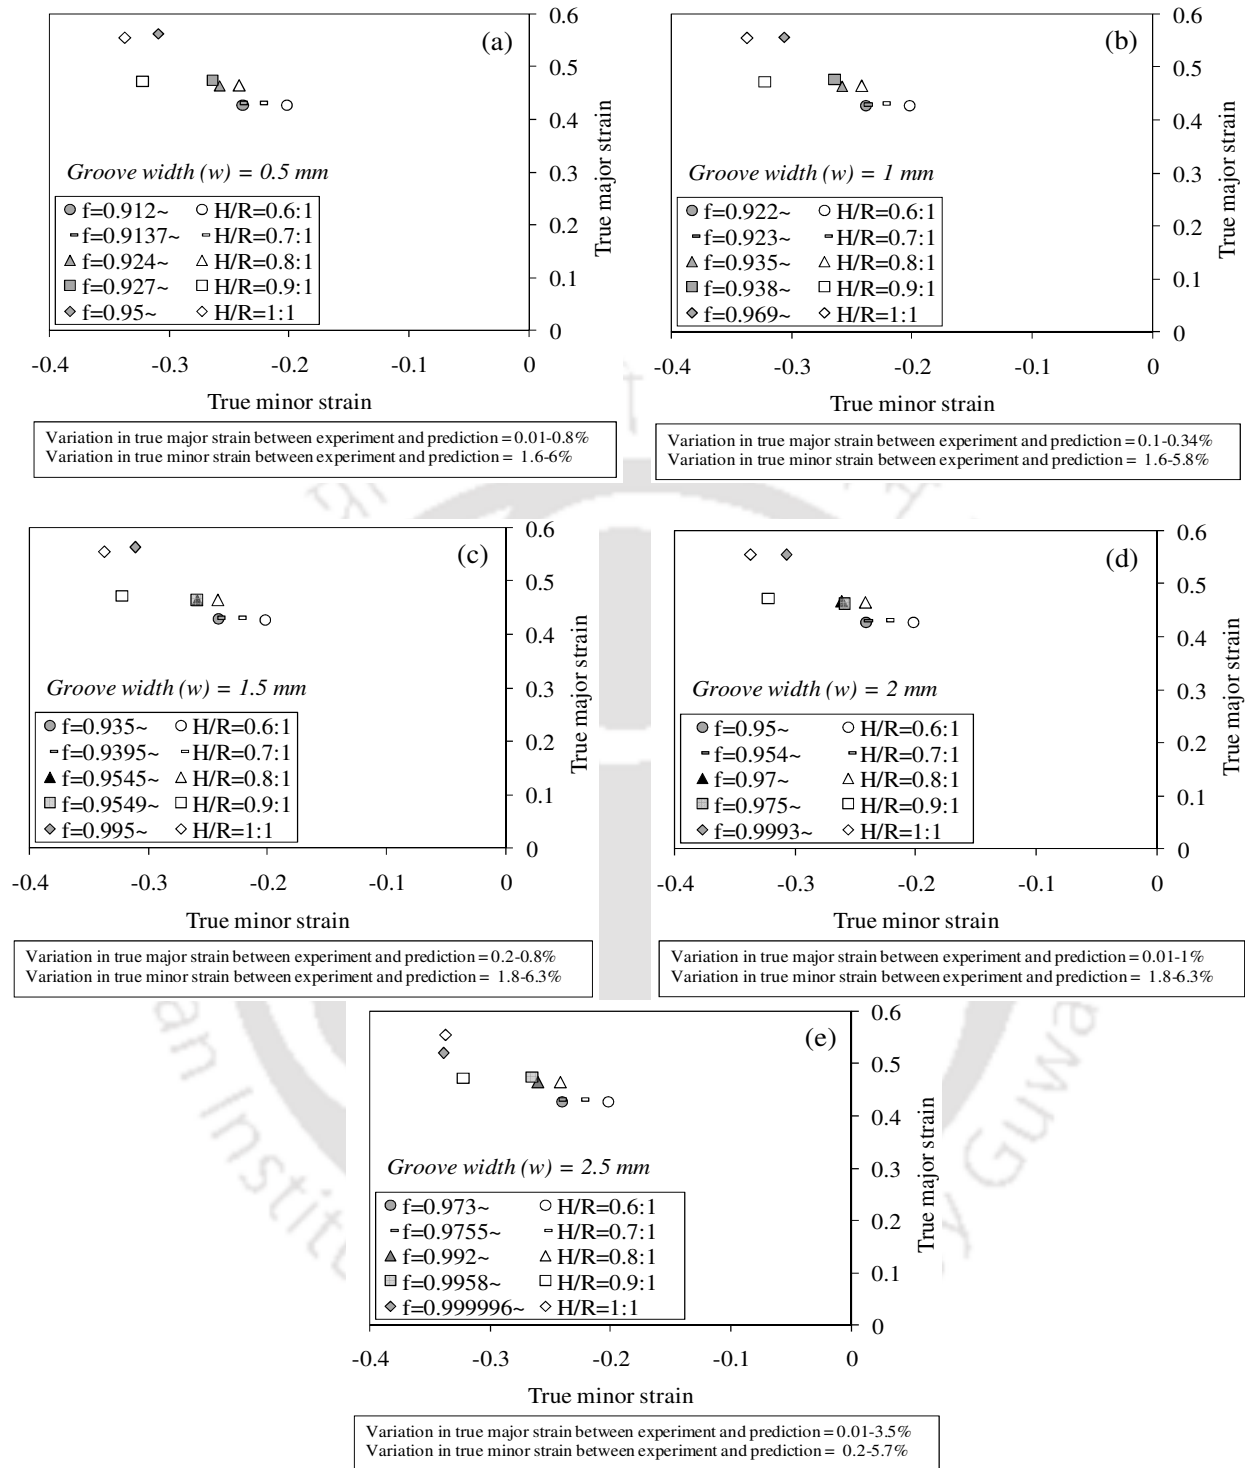 (a)
0.6
0.5
0.4
0.3
0.2
0.1
0
True major strain
Groove width (w) = 0.5 mm
f=0.912~ H/R=0.6:1
f=0.9137~ H/R=0.7:1
f=0.924~ H/R=0.8:1
f=0.927~ H/R=0.9:1
f=0.95~ H/R=1:1
-0.4 -0.3 -0.2 -0.1 0
True minor strain
Variation in true major strain between experiment and prediction = 0.01-0.8%
Variation in true minor strain between experiment and prediction = 1.6-6%
(b)
0.6
0.5
0.4
0.3
0.2
0.1
0
True major strain
Groove width (w) = 1 mm
f=0.922~ H/R=0.6:1
f=0.923~ H/R=0.7:1
f=0.935~ H/R=0.8:1
f=0.938~ H/R=0.9:1
f=0.969~ H/R=1:1
-0.4 -0.3 -0.2 -0.1 0
True minor strain
Variation in true major strain between experiment and prediction = 0.1-0.34%
Variation in true minor strain between experiment and prediction = 1.6-5.8%
(c)
0.6
0.5
0.4
0.3
0.2
0.1
0
True major strain
Groove width (w) = 1.5 mm
f=0.935~ H/R=0.6:1
f=0.9395~ H/R=0.7:1
f=0.9545~ H/R=0.8:1
f=0.9549~ H/R=0.9:1
f=0.995~ H/R=1:1
-0.4 -0.3 -0.2 -0.1 0
True minor strain
Variation in true major strain between experiment and prediction = 0.2-0.8%
Variation in true minor strain between experiment and prediction = 1.8-6.3%
(d)
0.6
0.5
0.4
0.3
0.2
0.1
0
True major strain
Groove width (w) = 2 mm
f=0.95~ H/R=0.6:1
f=0.954~ H/R=0.7:1
f=0.97~ H/R=0.8:1
f=0.975~ H/R=0.9:1
f=0.9993~ H/R=1:1
-0.4 -0.3 -0.2 -0.1 0
True minor strain
Variation in true major strain between experiment and prediction = 0.01-1%
Variation in true minor strain between experiment and prediction = 1.8-6.3%
(e)
0.6
0.5
0.4
0.3
0.2
0.1
0
True major strain
Groove width (w) = 2.5 mm
f=0.973~ H/R=0.6:1
f=0.9755~ H/R=0.7:1
f=0.992~ H/R=0.8:1
f=0.9958~ H/R=0.9:1
f=0.999996~ H/R=1:1
-0.4 -0.3 -0.2 -0.1 0
True minor strain
Variation in true major strain between experiment and prediction = 0.01-3.5%
Variation in true minor strain between experiment and prediction = 0.2-5.7%